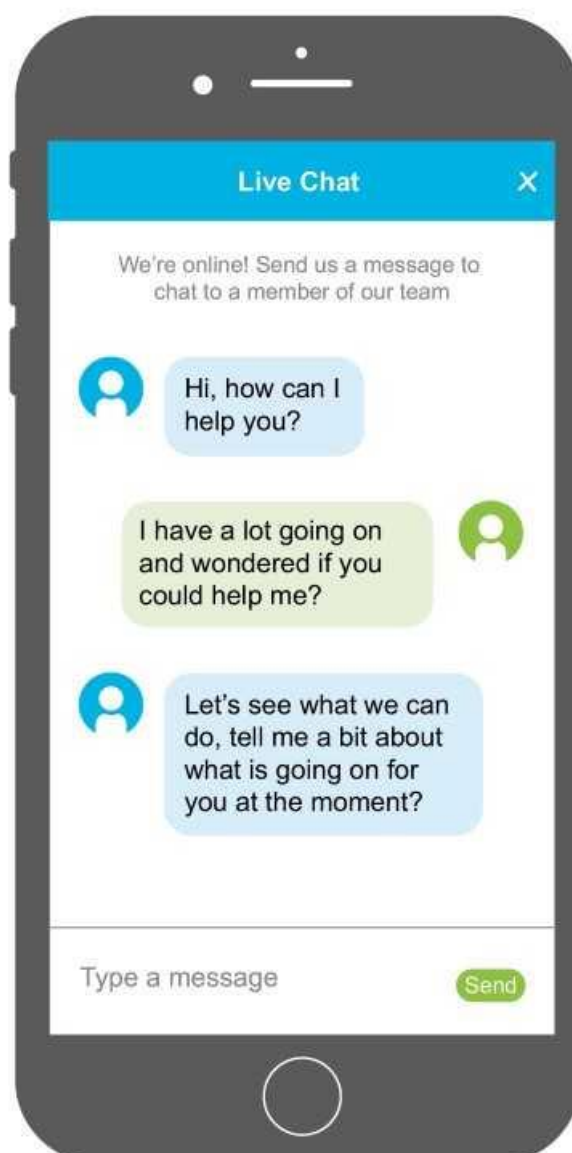 Live Chat
We're online! Send us a message to
chat to a member of our team
Hi, how can I
help you?
I have a lot going on
and wondered if you
could help me?
Let's see what we can
do, tell me a bit about
what is going on for
you at the moment?
Type a message
Send